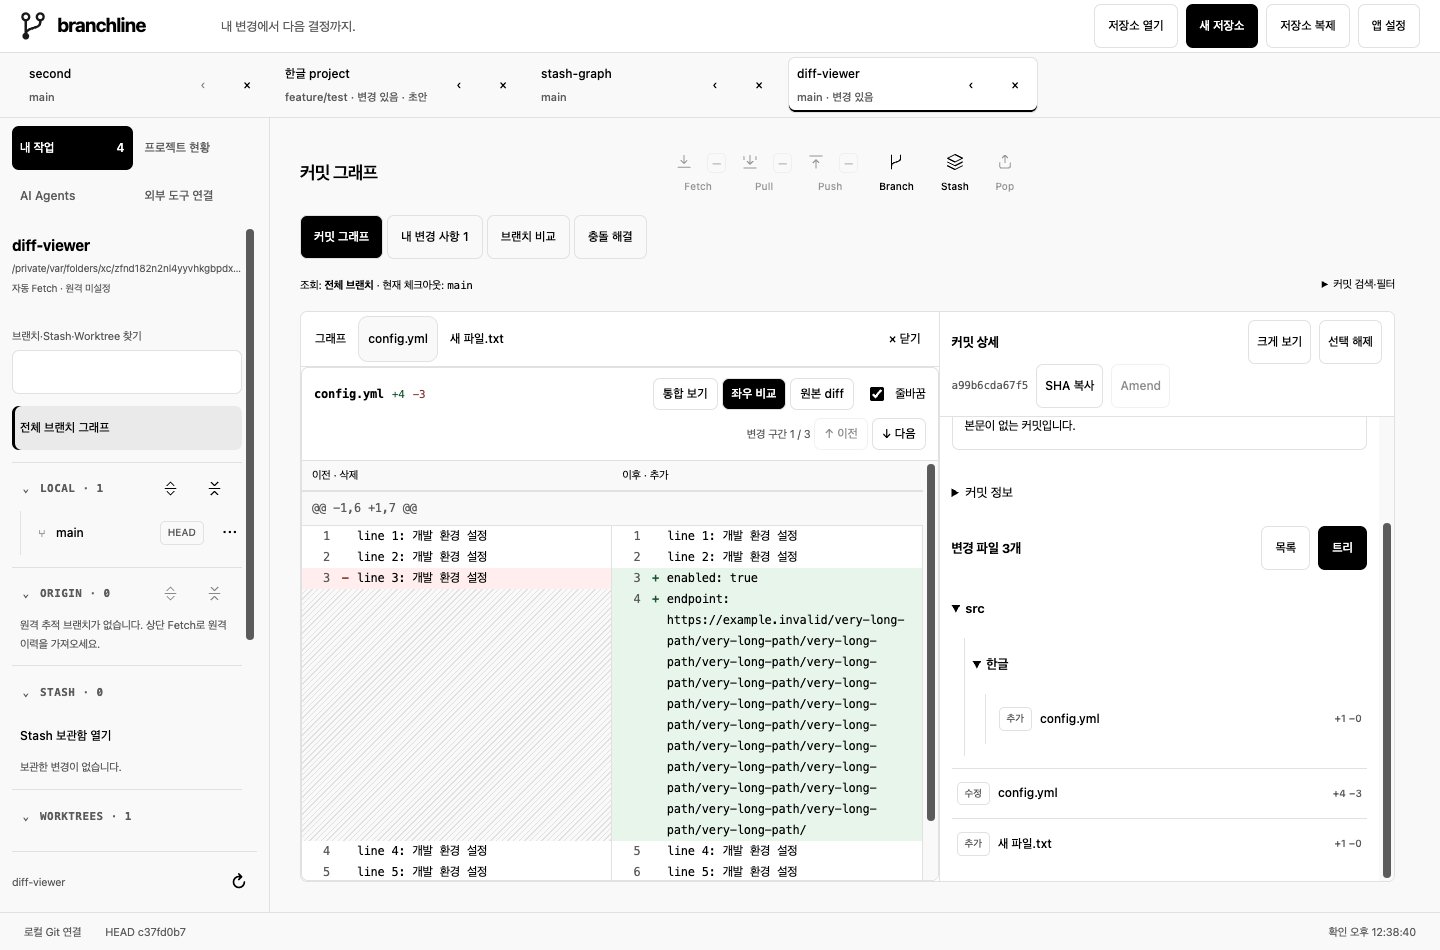 branchline
내 변경에서 다음 결정까지.
저장소 열기
새 저장소
저장소 복제
앱 설정
second
main
‹ ×
한글 project
feature/test · 변경 있음 · 초안
‹ ×
stash-graph
main
‹ ×
diff-viewer
main · 변경 있음
‹ ×
내 작업 4
프로젝트 현황
AI Agents
외부 도구 연결
diff-viewer
/private/var/folders/xc/zfnd182n2nl4yyvhkgbpdx...
자동 Fetch · 원격 미설정
브랜치·Stash·Worktree 찾기
전체 브랜치 그래프
LOCAL · 1
main HEAD ...
ORIGIN · 0
원격 추적 브랜치가 없습니다. 상단 Fetch로 원격
이력을 가져오세요.
STASH · 0
Stash 보관함 열기
보관한 변경이 없습니다.
WORKTREES · 1
diff-viewer
커밋 그래프
Fetch
Pull
Push
Branch
Stash
Pop
커밋 그래프
내 변경 사항 1
브랜치 비교
충돌 해결
조회: 전체 브랜치 · 현재 체크아웃: main
▶ 커밋 검색·필터
그래프
config.yml
새 파일.txt
× 닫기
config.yml +4 −3
통합 보기
좌우 비교
원본 diff
줄바꿈
변경 구간 1 / 3
↑ 이전
↓ 다음
이전 · 삭제
이후 · 추가
@@ −1,6 +1,7 @@
1 line 1: 개발 환경 설정
1 line 1: 개발 환경 설정
2 line 2: 개발 환경 설정
2 line 2: 개발 환경 설정
3 − line 3: 개발 환경 설정
3 + enabled: true
4 + endpoint:
https://example.invalid/very-long-
path/very-long-path/very-long-
path/very-long-path/very-long-
path/very-long-path/very-long-
path/very-long-path/very-long-
path/very-long-path/very-long-
path/very-long-path/very-long-
path/very-long-path/very-long-
path/very-long-path/very-long-
path/very-long-path/very-long-
path/very-long-path/
4 line 4: 개발 환경 설정
5 line 4: 개발 환경 설정
5 line 5: 개발 환경 설정
6 line 5: 개발 환경 설정
커밋 상세
크게 보기
선택 해제
a99b6cda67f5
SHA 복사
Amend
본문이 없는 커밋입니다.
▶ 커밋 정보
변경 파일 3개
목록
트리
▼ src
▼ 한글
추가 config.yml +1 −0
수정 config.yml +4 −3
추가 새 파일.txt +1 −0
로컬 Git 연결
HEAD c37fd0b7
확인 오후 12:38:40